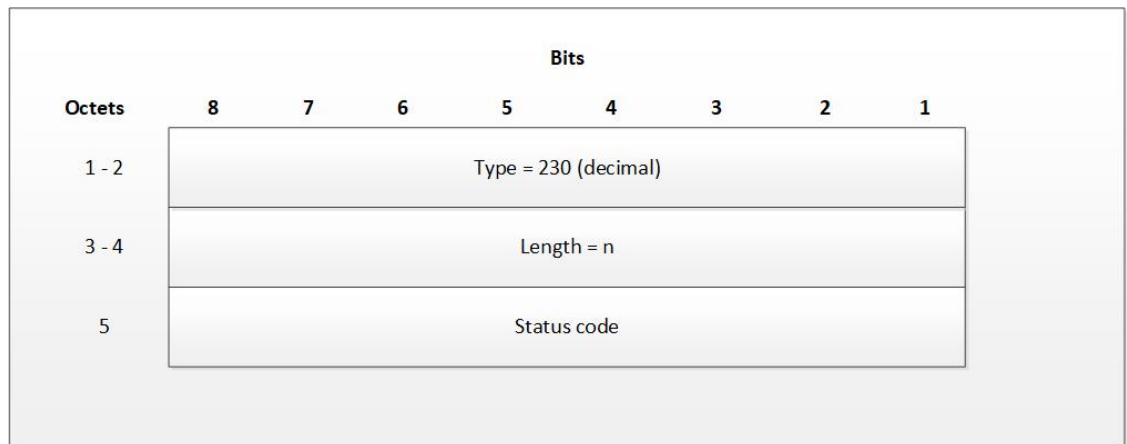 Bits
Octets 8 7 6 5 4 3 2 1
1 - 2 Type = 230 (decimal)
3 - 4 Length = n
5 Status code